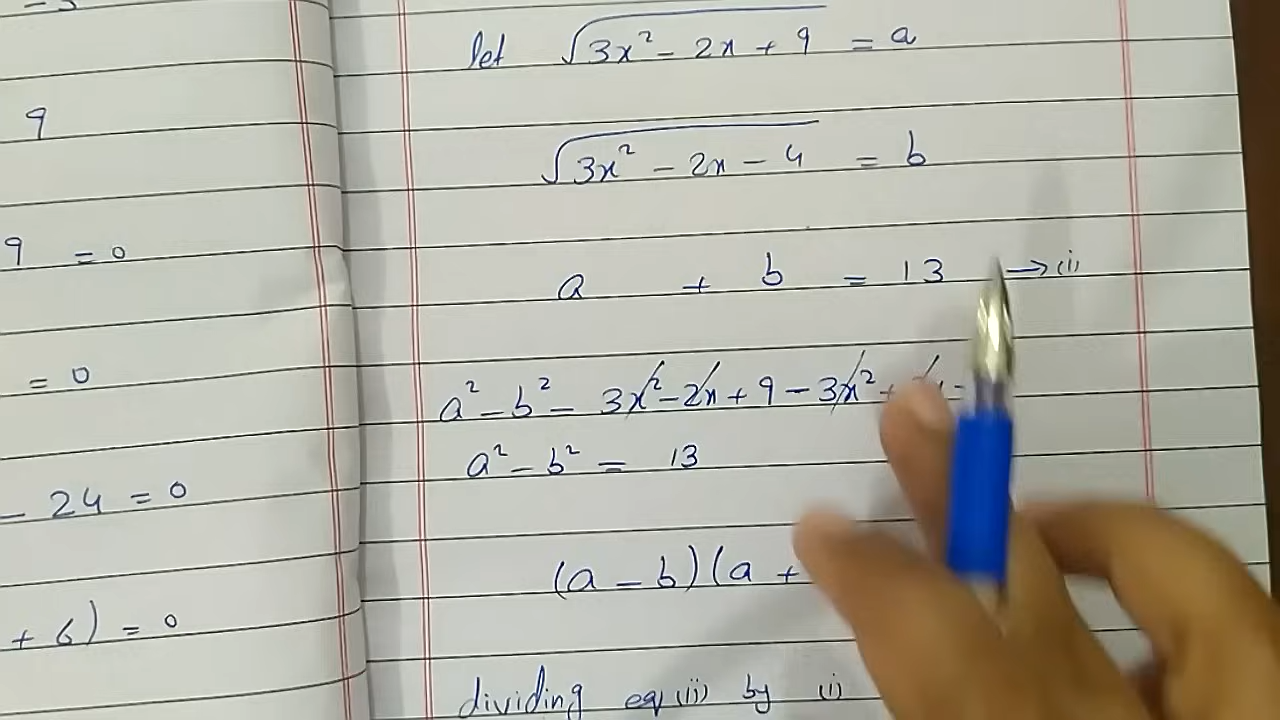 9
9 = 0
= 0
- 24 = 0
+ 6) = 0
let √3x² - 2x + 9 = a
√3x² - 2x - 4 = b
a + b = 13 → (i)
a² - b² - 3x² - 2x + 9 - 3x² +
a² - b² = 13
(a - b)(a +
dividing eq (ii) by (i)